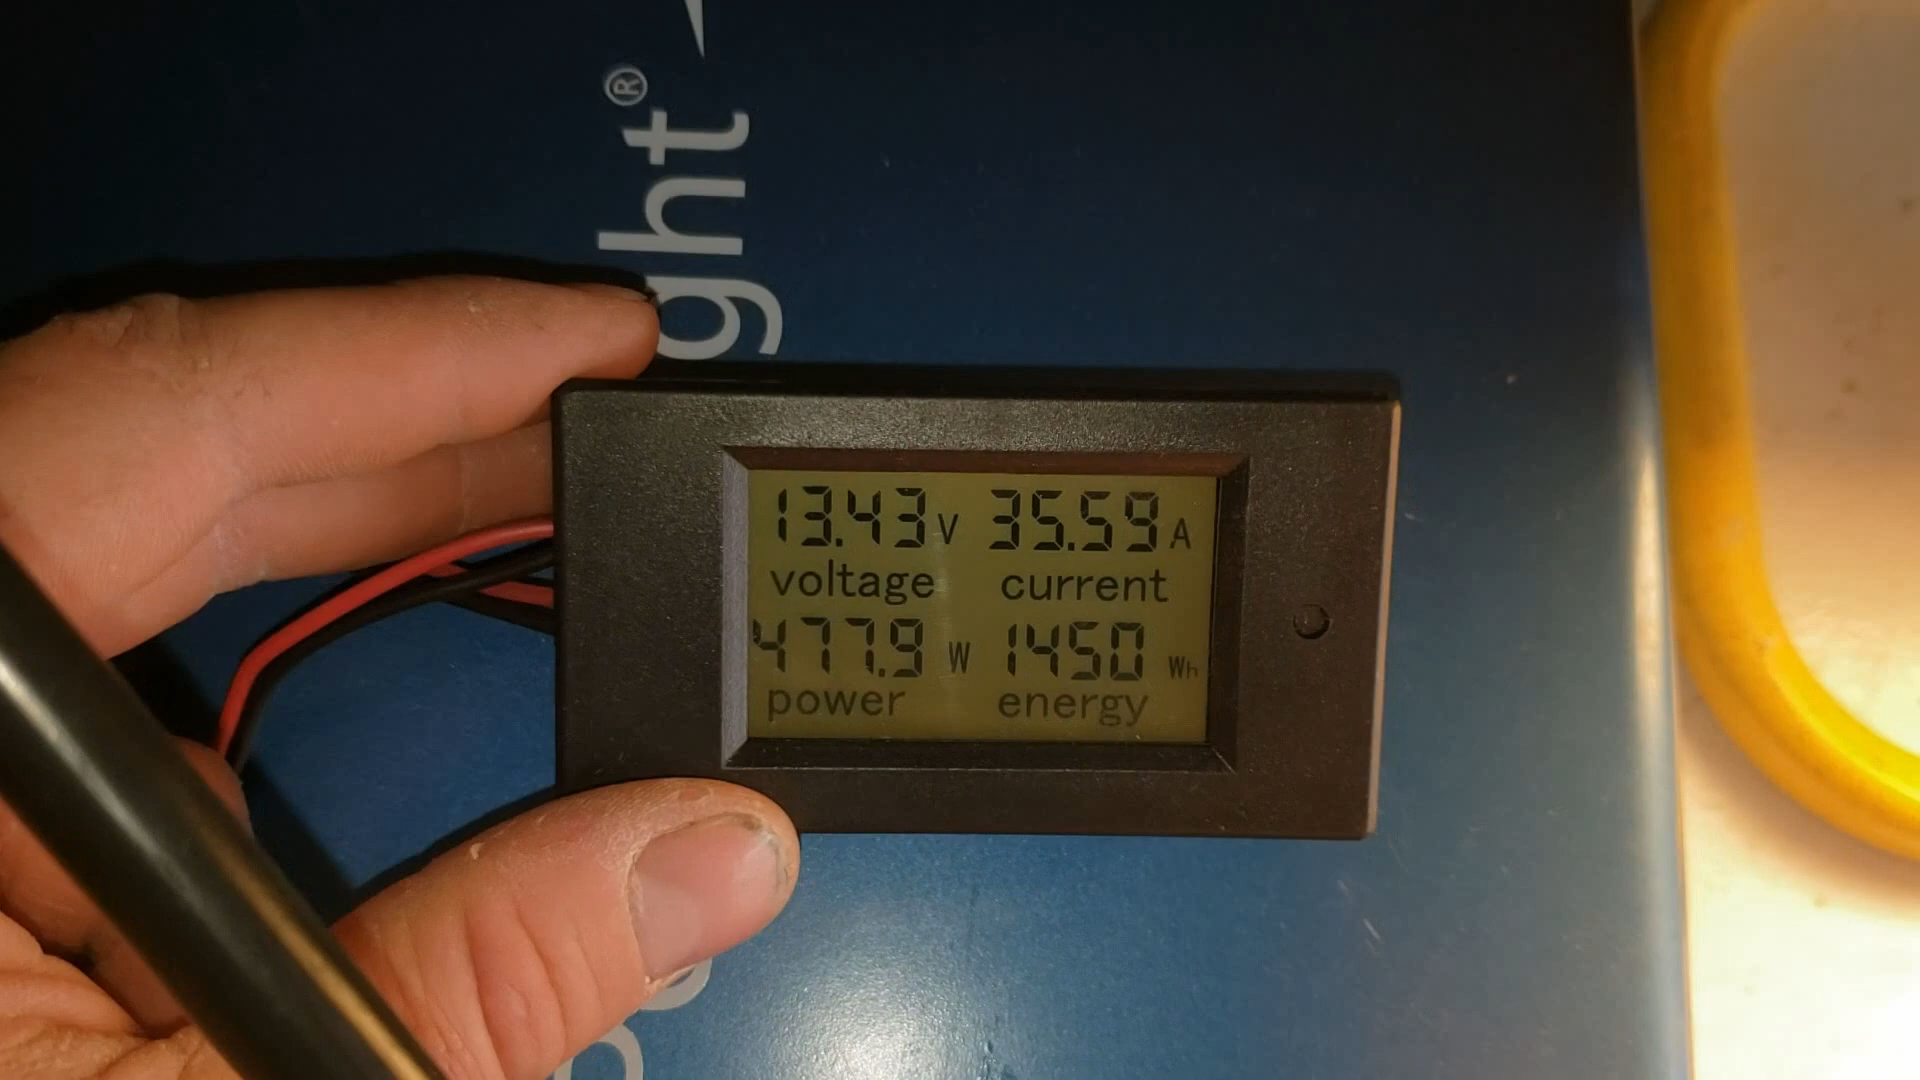 ght®
13.43 V 35.59 A
voltage current
477.9 W 1450 Wh
power energy